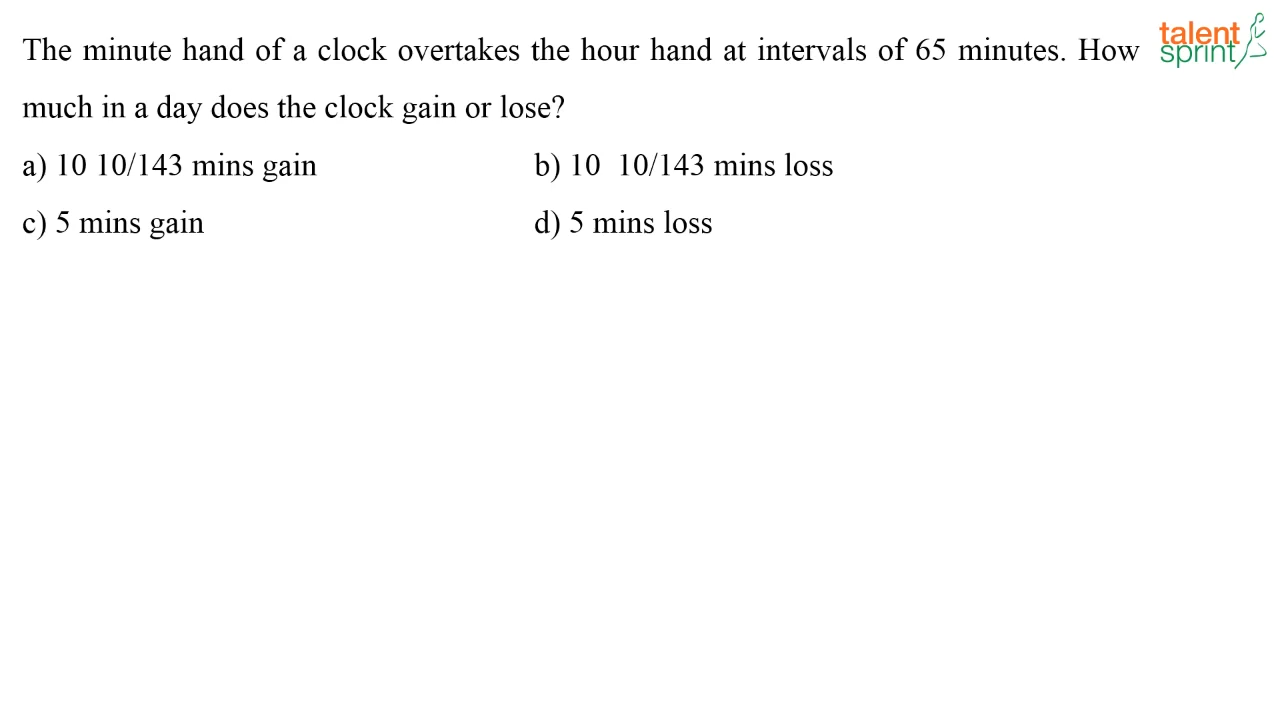 The minute hand of a clock overtakes the hour hand at intervals of 65 minutes. How
much in a day does the clock gain or lose?
a) 10 10/143 mins gain b) 10 10/143 mins loss
c) 5 mins gain d) 5 mins loss
talent
sprint